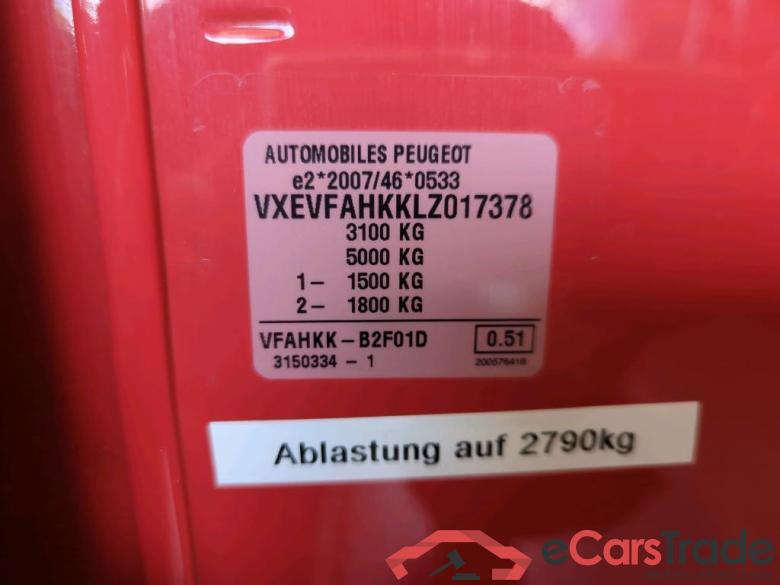 AUTOMOBILES PEUGEOT
e2*2007/46*0533
VXEVFAHKKLZ017378
3100 KG
5000 KG
1- 1500 KG
2- 1800 KG
VFAHKK-B2F01D 0.51
3150334 - 1 200576418
Ablastung auf 2790kg
eCarsTrade